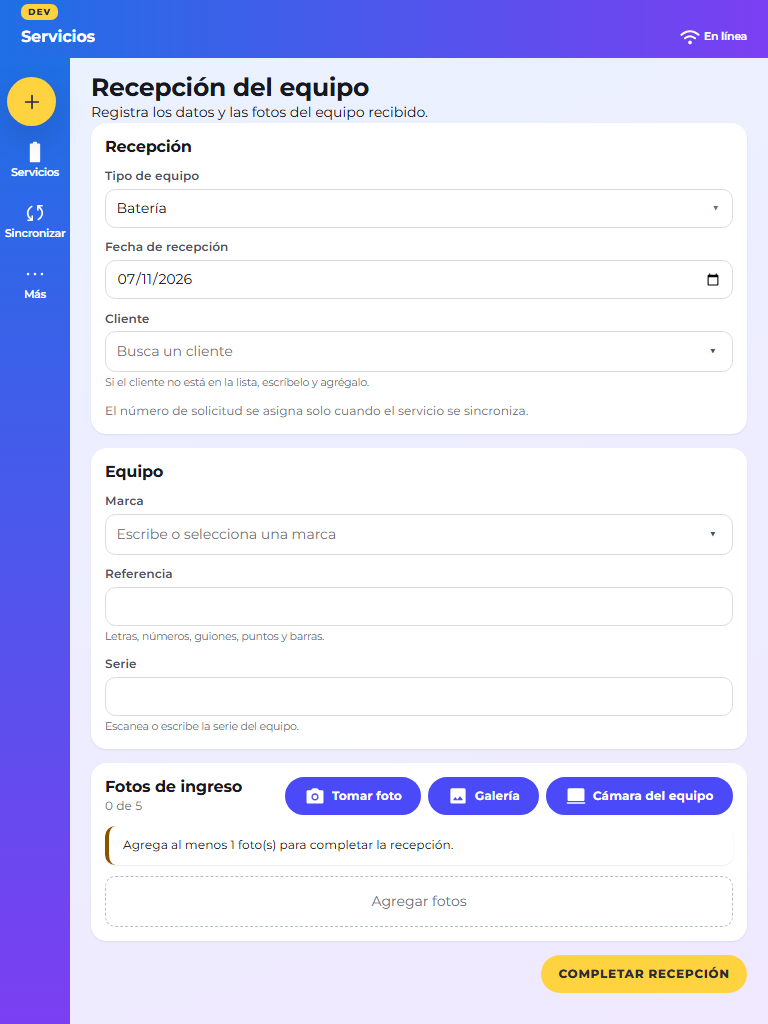 DEV
Servicios
En línea
Servicios
Sincronizar
Más
Recepción del equipo
Registra los datos y las fotos del equipo recibido.
Recepción
Tipo de equipo
Batería
Fecha de recepción
07/11/2026
Cliente
Busca un cliente
Si el cliente no está en la lista, escríbelo y agrégalo.
El número de solicitud se asigna solo cuando el servicio se sincroniza.
Equipo
Marca
Escribe o selecciona una marca
Referencia
Letras, números, guiones, puntos y barras.
Serie
Escanea o escribe la serie del equipo.
Fotos de ingreso
0 de 5
Tomar foto
Galería
Cámara del equipo
Agrega al menos 1 foto(s) para completar la recepción.
Agregar fotos
COMPLETAR RECEPCIÓN